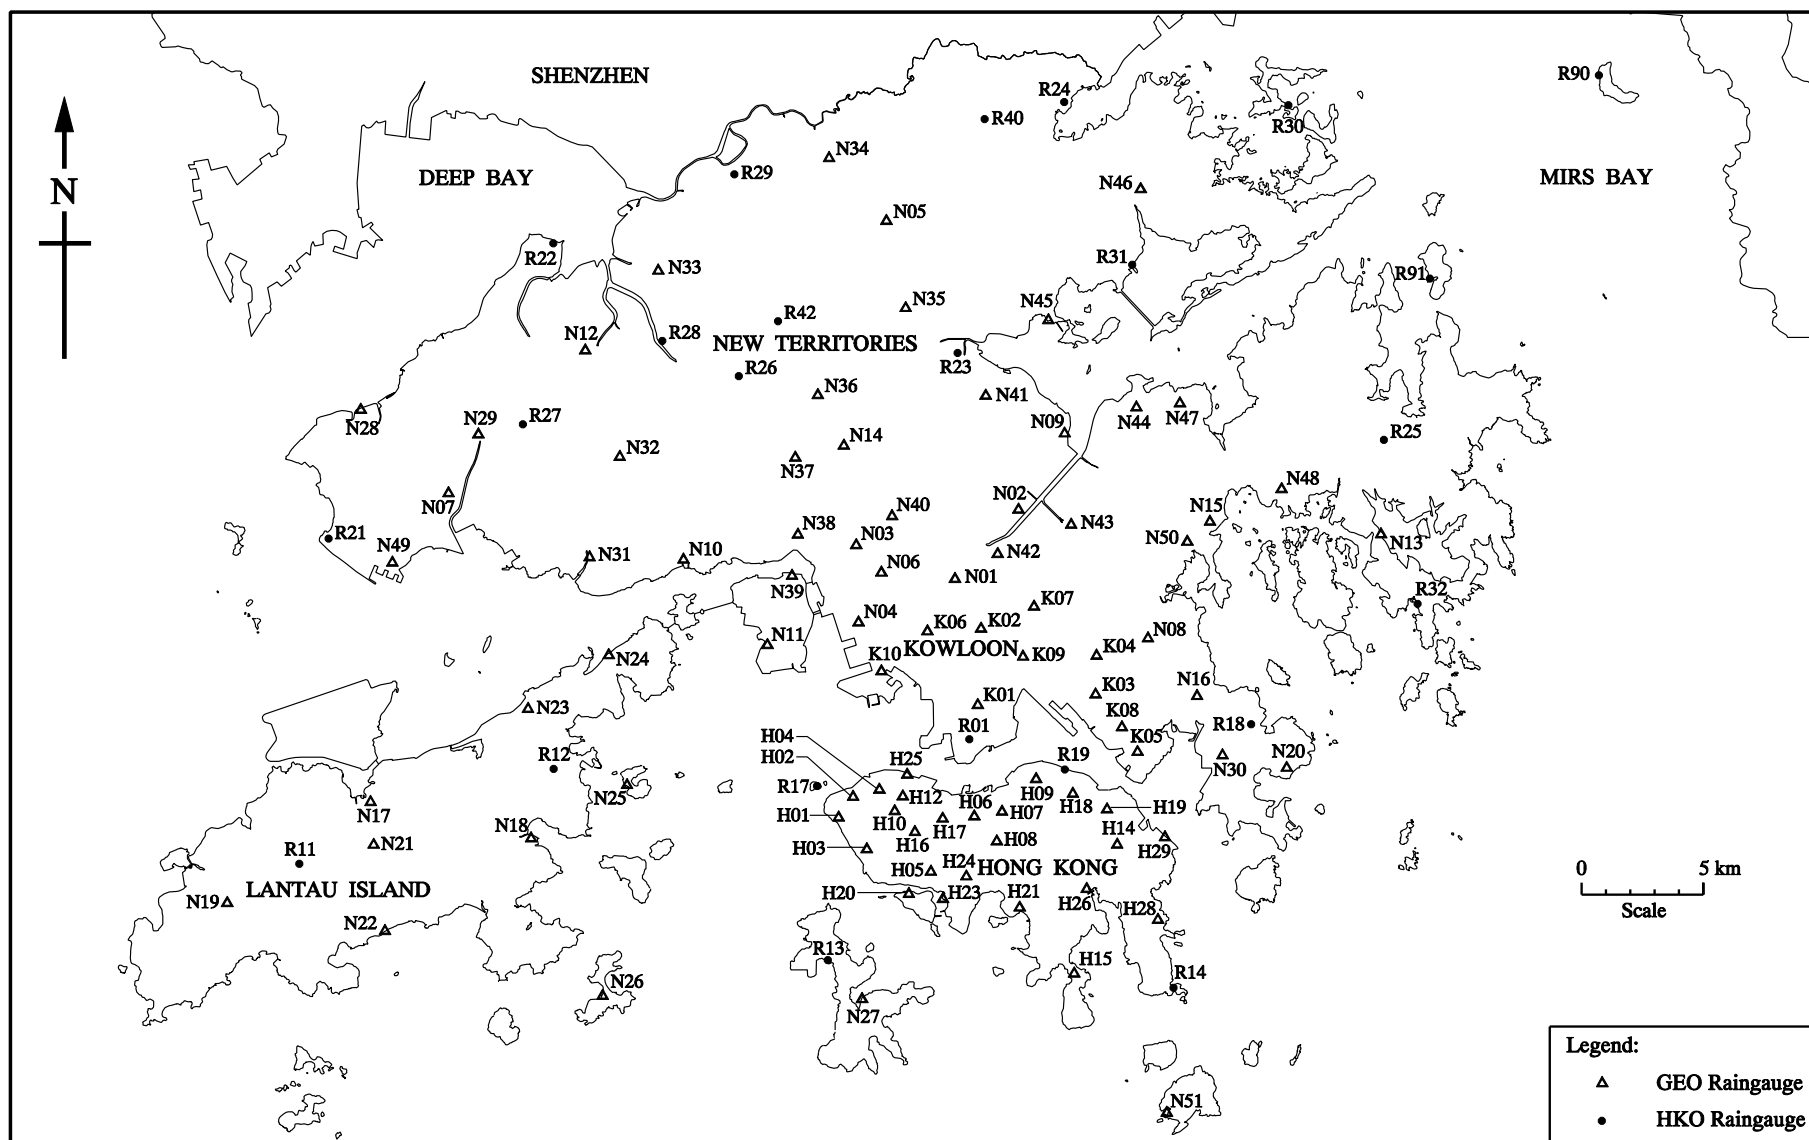 SHENZHEN
R90
R24
R40
R30
N34
R29
DEEP BAY
MIRS BAY
N
N46
N05
R22
N33
R31
R91
N35
N45
R42
N12
R28
NEW TERRITORIES
R23
R26
N36
N41
N28
N29
R27
N09
N44
N47
R25
N14
N32
N37
N07
N02
N48
N40
N15
R21
N38
N03
N43
N50
N13
N49
N31
N10
N42
N06
N01
N39
R32
K07
N04
K06
K02
N08
N11
KOWLOON
K09
K04
N24
K10
K03
N16
N23
K01
K08
R18
R01
H04
K05
R12
H02
H25
R19
N30
N20
R17
N25
H12
H09
H18
H06
H19
N17
H01
H10
H17
H07
N18
H16
H08
H14
N21
R11
H03
H29
H05
H24
HONG KONG
0
5 km
LANTAU ISLAND
H20
H23
H21
H26
N19
H28
Scale
N22
R13
H15
R14
N26
N27
Legend:
GEO Raingauge
N51
HKO Raingauge